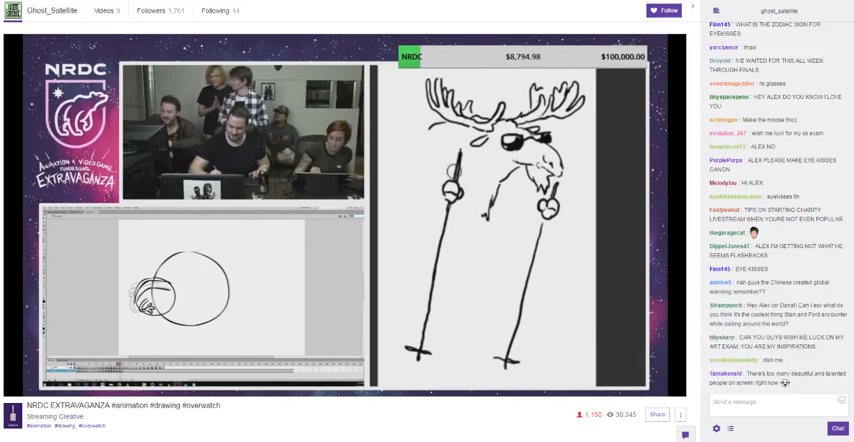 Ghost_Satellite
Videos 9
Followers 1,761
Following 14
Follow
ghost_satellite
NRDC
ANIMATION & VIDEO GAME
FUNDRAISING
EXTRAVAGANZA
NRDC
$8,794.98
$100,000.00
Finn145 : WHAT IS THE ZODIAC SIGN FOR
EYEKISSES
yarcipexor : lmao
IVE WAITED FOR THIS ALL WEEK
THROUGH FINALS
its glasses
tinyspacepens : HEY ALEX DO YOU KNOW I LOVE
YOU
schmogan : Make the moose thicc
evolution_267 : wish me luck for my ss exam
ALEX NO
PurplePurps : ALEX PLEASE MAKE EYE KISSES
CANON
Melodylou : HI ALEX
eyekisses fin
Fastpeanut : TIPS ON STARTING CHARITY
LIVESTREAM WHEN YOURE NOT EVEN POPULAR
thegaragecat :
DipperJones47 : ALEX I'M GETTING NOT WHAT HE
SEEMS FLASHBACKS
Finn145 : EYE KISSES
nah guys the Chinese created global
warming remember??
Strampunch : Hey Alex (or Dana!) Can I ask what do
you think it's the coolest thing Stan and Ford encounter
while sailing around the world?
tillysharp : CAN YOU GUYS WISH ME LUCK ON MY
ART EXAM, YOU ARE MY INSPIRATIONS
stab me
Tamakonshi : There's too many beautiful and talented
people on screen right now
Send a message
Chat
NRDC EXTRAVAGANZA #animation #drawing #overwatch
Streaming Creative
#animation #drawing #overwatch
1,150
30,345
Share